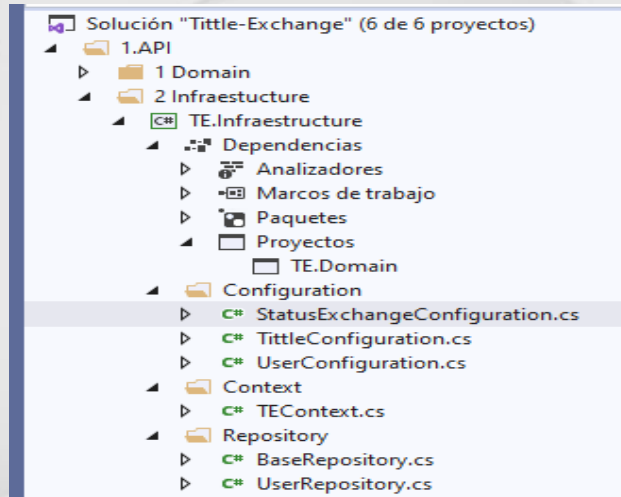 Solución "Tittle-Exchange" (6 de 6 proyectos)
1.API
1 Domain
2 Infraestucture
C# TE.Infraestructure
Dependencias
Analizadores
Marcos de trabajo
Paquetes
Proyectos
TE.Domain
Configuration
C# StatusExchangeConfiguration.cs
C# TittleConfiguration.cs
C# UserConfiguration.cs
Context
C# TEContext.cs
Repository
C# BaseRepository.cs
C# UserRepository.cs